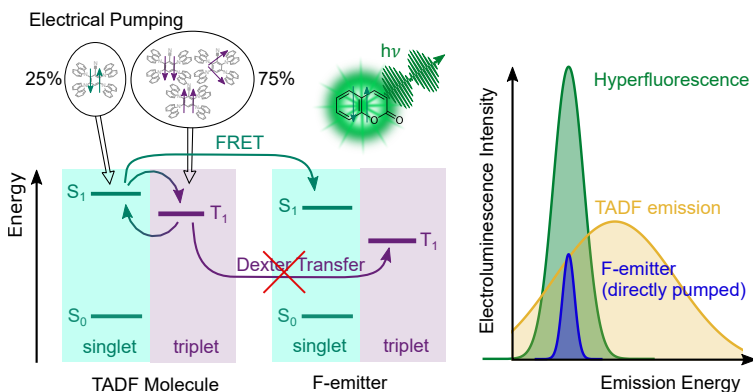 Electrical Pumping
25%
75%
hν
O
O
FRET
Energy
S1
T1
S1
T1
Dexter Transfer
S0
S0
singlet
triplet
singlet
triplet
TADF Molecule
F-emitter
Electroluminescence Intensity
Hyperfluorescence
TADF emission
F-emitter
(directly pumped)
Emission Energy